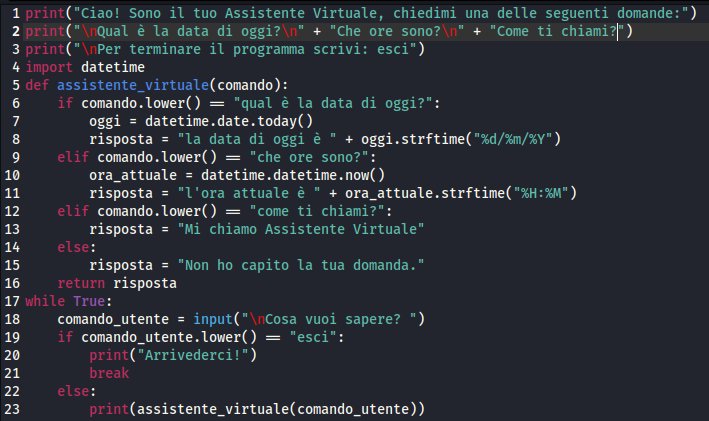 1 print("Ciao! Sono il tuo Assistente Virtuale, chiedimi una delle seguenti domande:")
2 print("\nQual è la data di oggi?\n" + "Che ore sono?\n" + "Come ti chiami?")
3 print("\nPer terminare il programma scrivi: esci")
4 import datetime
5 def assistente_virtuale(comando):
6     if comando.lower() == "qual è la data di oggi?":
7         oggi = datetime.date.today()
8         risposta = "la data di oggi è " + oggi.strftime("%d/%m/%Y")
9     elif comando.lower() == "che ore sono?":
10         ora_attuale = datetime.datetime.now()
11         risposta = "l'ora attuale è " + ora_attuale.strftime("%H:%M")
12     elif comando.lower() == "come ti chiami?":
13         risposta = "Mi chiamo Assistente Virtuale"
14     else:
15         risposta = "Non ho capito la tua domanda."
16     return risposta
17 while True:
18     comando_utente = input("\nCosa vuoi sapere? ")
19     if comando_utente.lower() == "esci":
20         print("Arrivederci!")
21         break
22     else:
23         print(assistente_virtuale(comando_utente))